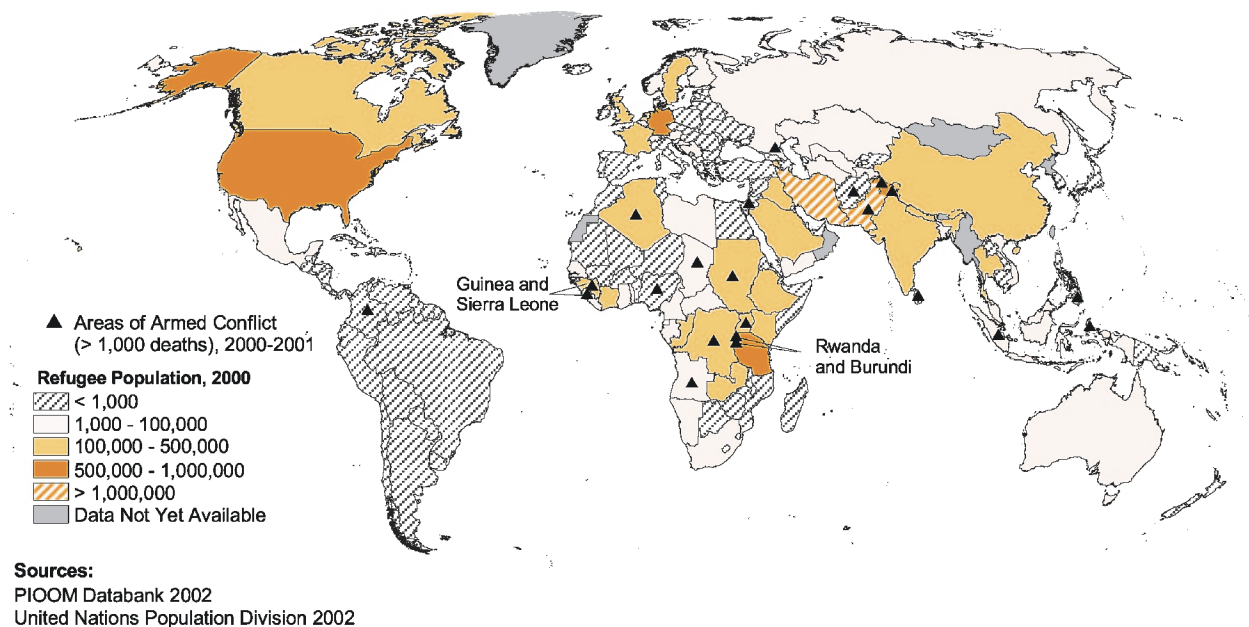 Guinea and
Sierra Leone
Rwanda
and Burundi
Areas of Armed Conflict
(> 1,000 deaths), 2000-2001
Refugee Population, 2000
< 1,000
1,000 - 100,000
100,000 - 500,000
500,000 - 1,000,000
> 1,000,000
Data Not Yet Available
Sources:
PIOOM Databank 2002
United Nations Population Division 2002